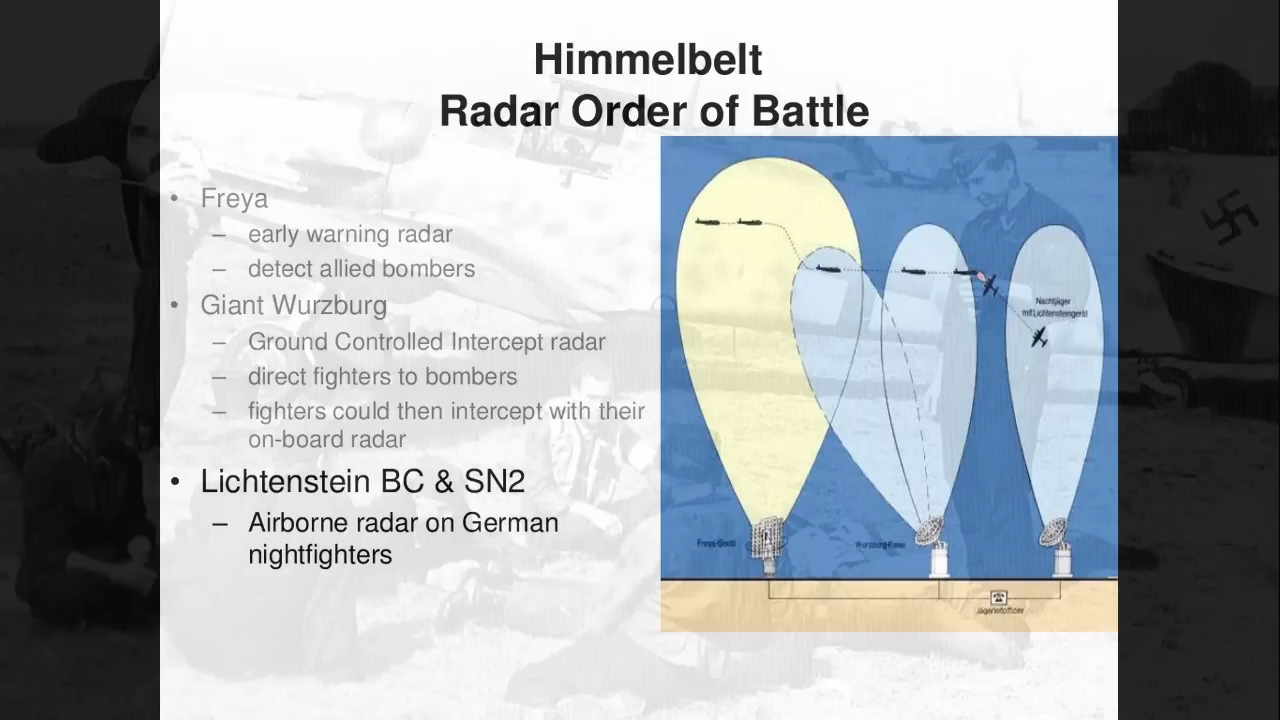 Himmelbelt
Radar Order of Battle
• Freya
– early warning radar
– detect allied bombers
• Giant Wurzburg
– Ground Controlled Intercept radar
– direct fighters to bombers
– fighters could then intercept with their
on-board radar
• Lichtenstein BC & SN2
– Airborne radar on German
nightfighters
Nachtjäger
mit Lichtensteingerät
Freya-Gerät
Würzburg-Riese
Jägerleitoffizier